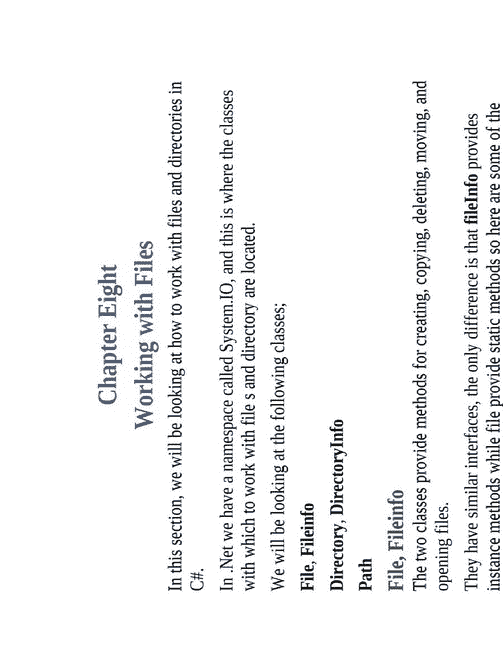 Chapter Eight
Working with Files
In this section, we will be looking at how to work with files and directories in
C#.
In .Net we have a namespace called System.IO, and this is where the classes
with which to work with file s and directory are located.
We will be looking at the following classes;
File, Fileinfo
Directory, DirectoryInfo
Path
File, Fileinfo
The two classes provide methods for creating, copying, deleting, moving, and
opening files.
They have similar interfaces, the only difference is that fileInfo provides
instance methods while file provide static methods so here are some of the